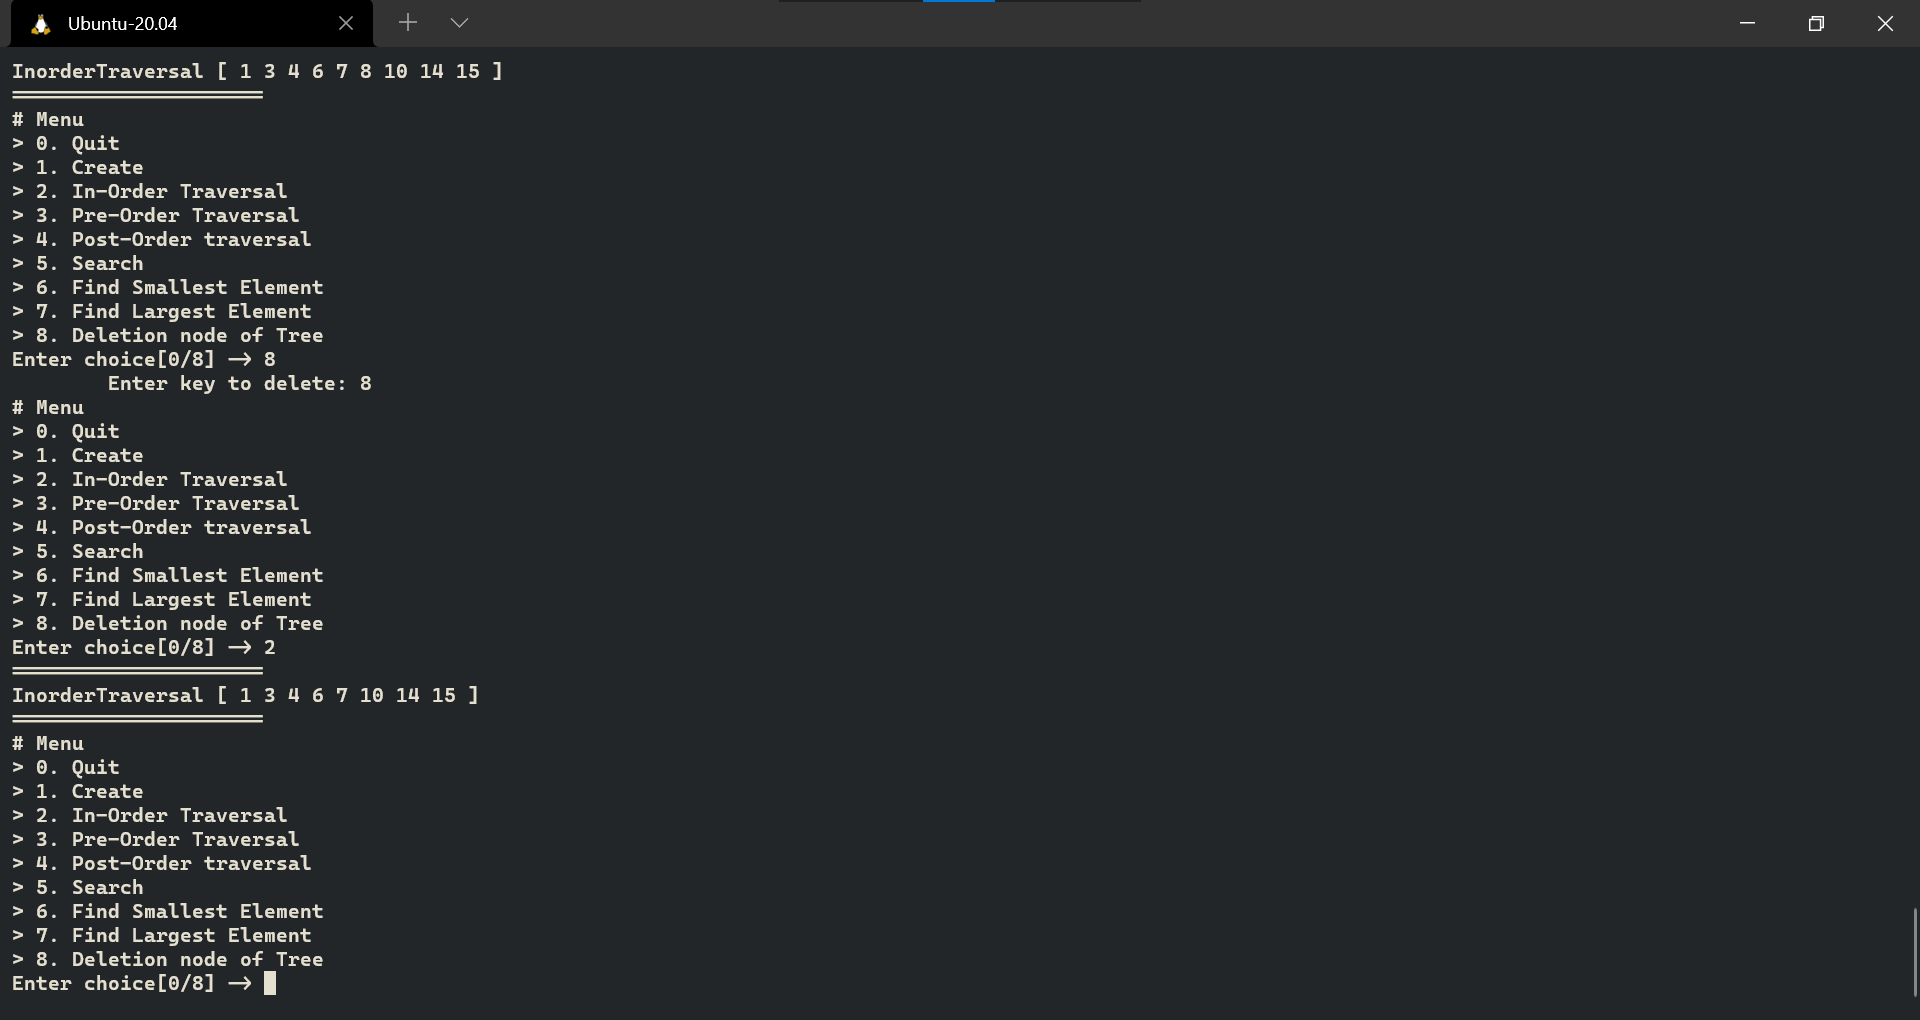 Ubuntu-20.04
InorderTraversal [ 1 3 4 6 7 8 10 14 15 ]
=====================
# Menu
> 0. Quit
> 1. Create
> 2. In-Order Traversal
> 3. Pre-Order Traversal
> 4. Post-Order traversal
> 5. Search
> 6. Find Smallest Element
> 7. Find Largest Element
> 8. Deletion node of Tree
Enter choice[0/8] -> 8
Enter key to delete: 8
# Menu
> 0. Quit
> 1. Create
> 2. In-Order Traversal
> 3. Pre-Order Traversal
> 4. Post-Order traversal
> 5. Search
> 6. Find Smallest Element
> 7. Find Largest Element
> 8. Deletion node of Tree
Enter choice[0/8] -> 2
=====================
InorderTraversal [ 1 3 4 6 7 10 14 15 ]
=====================
# Menu
> 0. Quit
> 1. Create
> 2. In-Order Traversal
> 3. Pre-Order Traversal
> 4. Post-Order traversal
> 5. Search
> 6. Find Smallest Element
> 7. Find Largest Element
> 8. Deletion node of Tree
Enter choice[0/8] ->